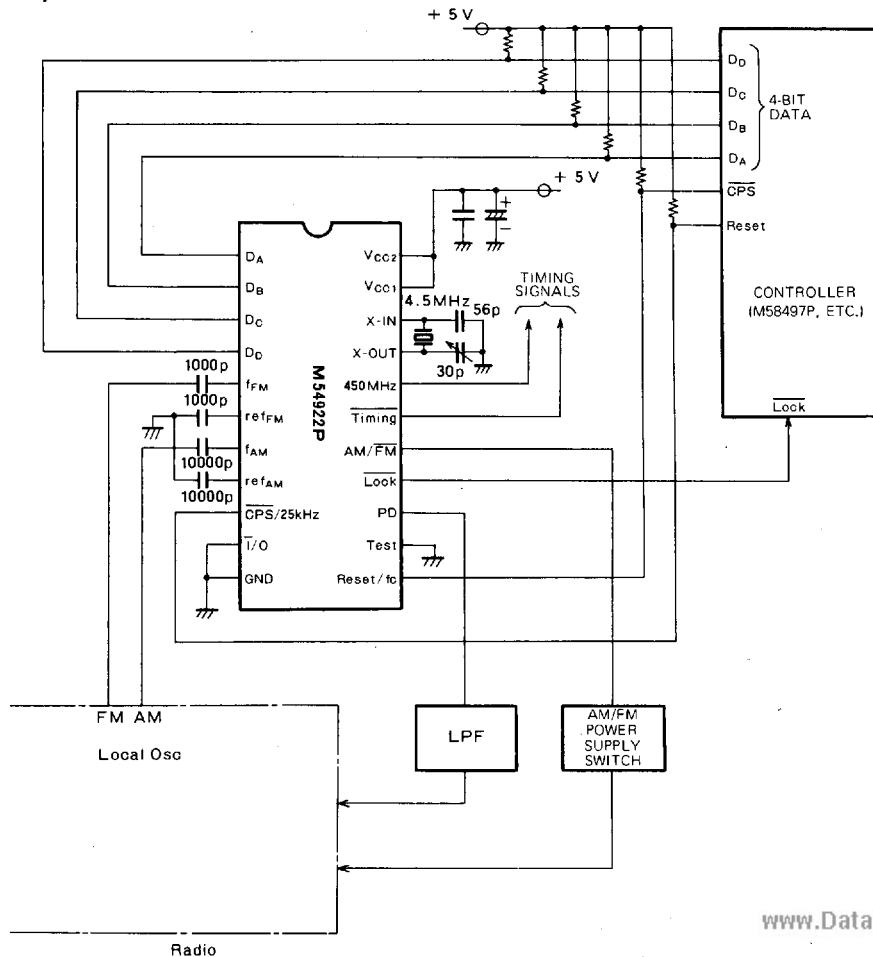 + 5 V
DD
DC
DB
DA
4-BIT
DATA
CPS
Reset
CONTROLLER
(M58497P, ETC.)
Lock
+ 5 V
+
−
TIMING
SIGNALS
DA
DB
DC
DD
1000p
fFM
1000p
refFM
fAM
10000p
refAM
10000p
CPS/25kHz
I/O
GND
M54922P
VCC2
VCC1
4.5MHz
56p
X-IN
X-OUT
30p
450MHz
Timing
AM/FM
Lock
PD
Test
Reset/fc
FM AM
Local Osc
LPF
AM/FM
POWER
SUPPLY
SWITCH
Radio
www.Data